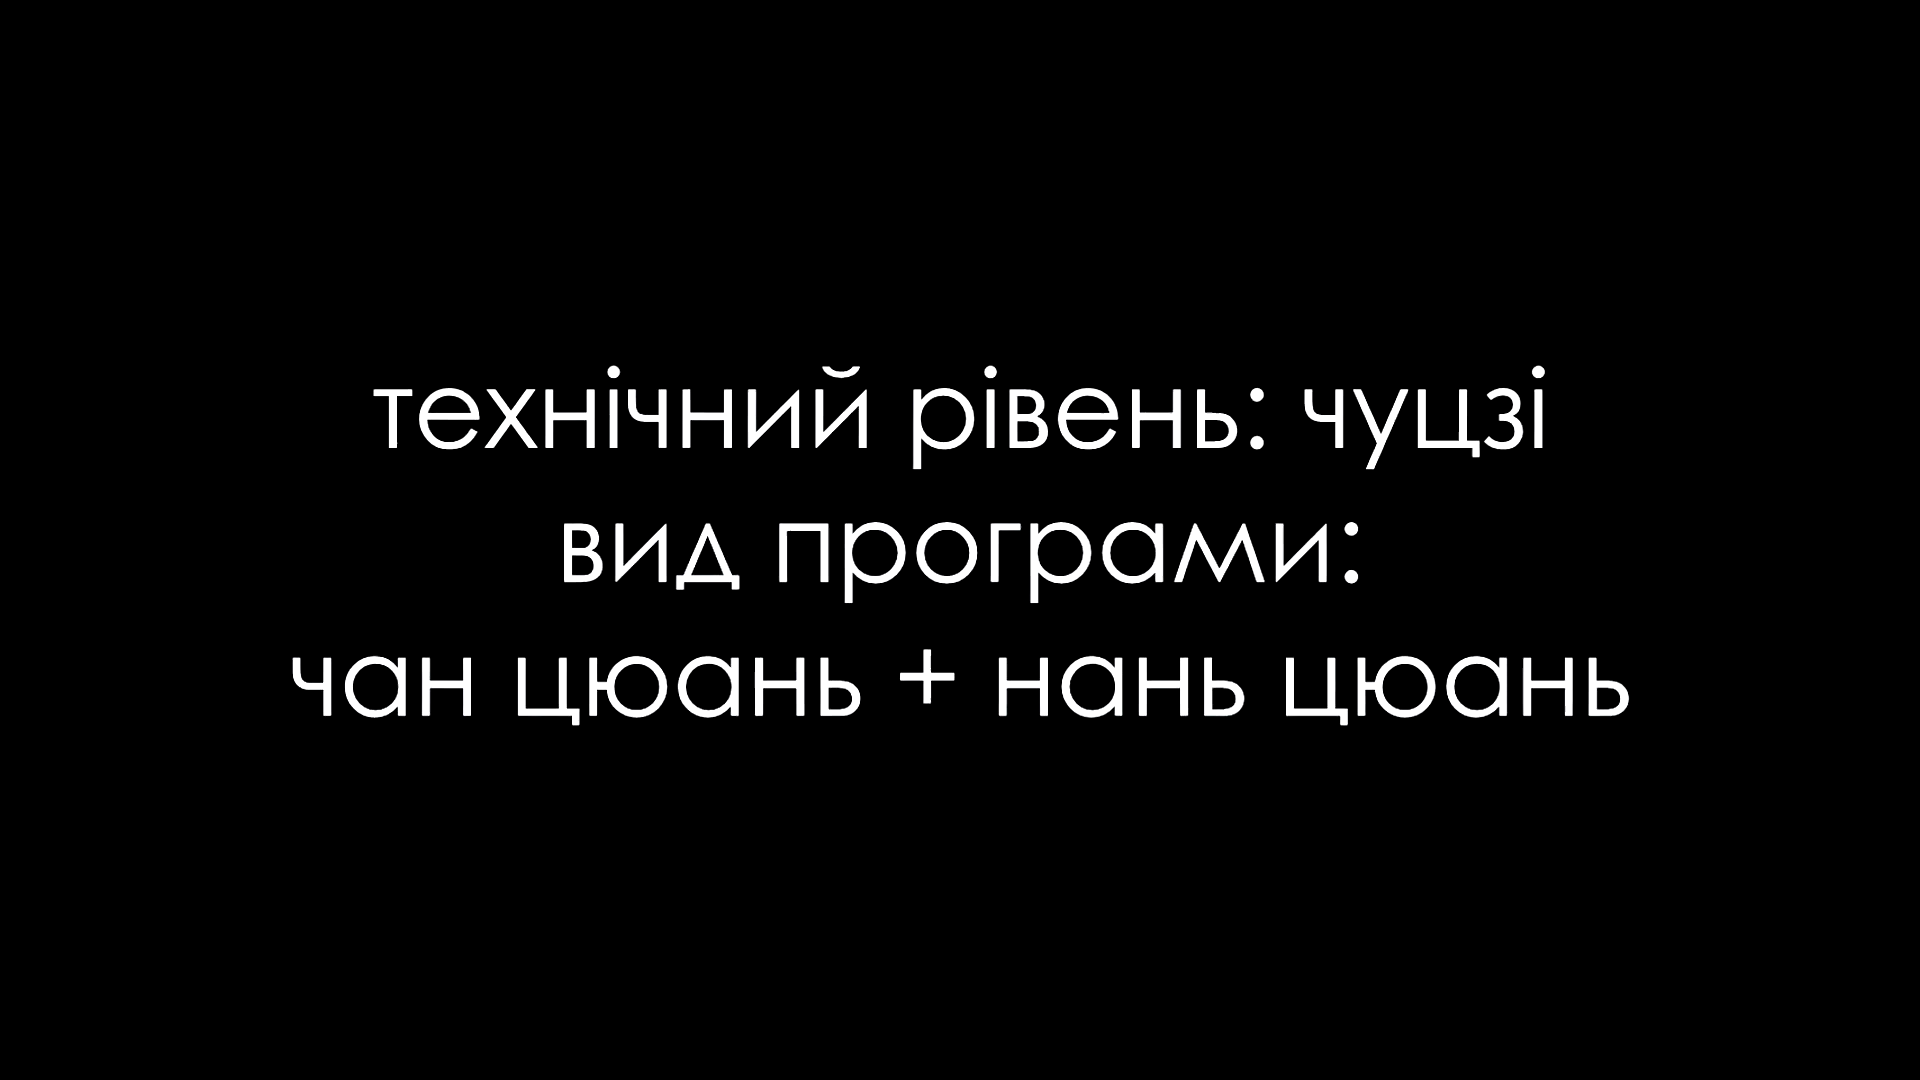 технічний рівень: чуцзі
вид програми:
чан цюань + нань цюань